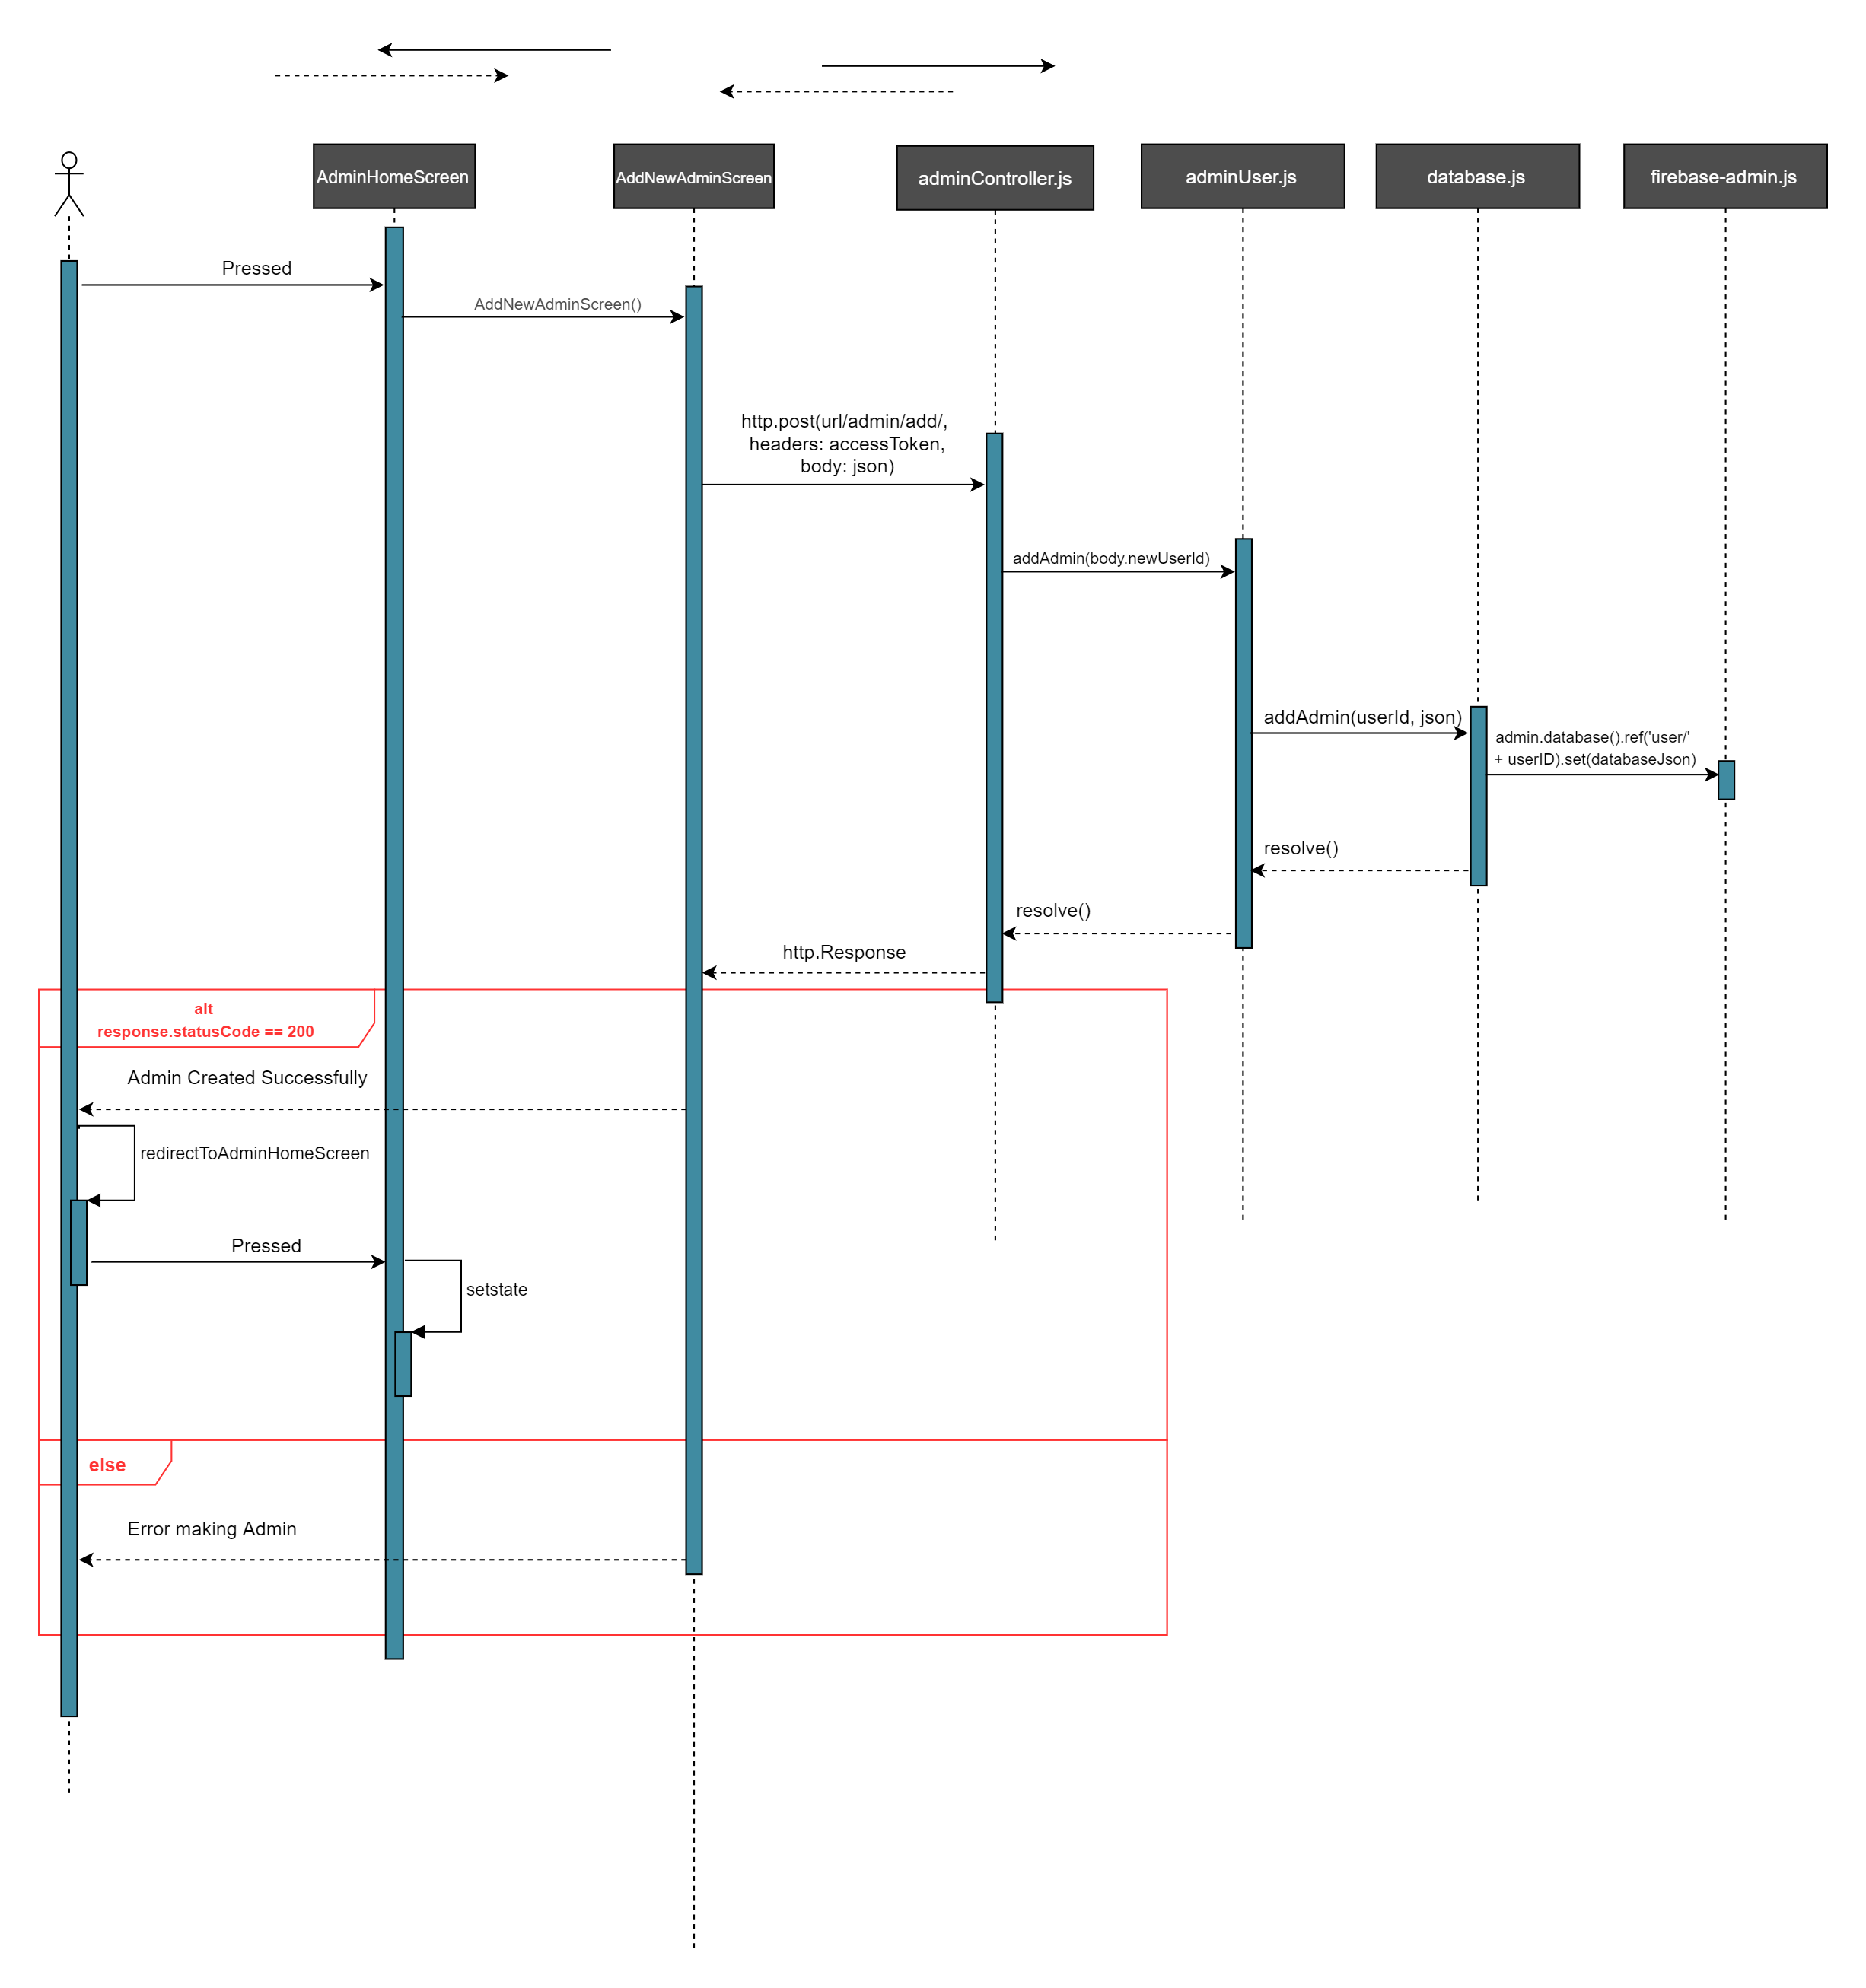 AdminHomeScreen
AddNewAdminScreen
adminController.js
adminUser.js
database.js
firebase-admin.js
Pressed
AddNewAdminScreen()
http.post(url/admin/add/,
headers: accessToken,
body: json)
addAdmin(body.newUserId)
addAdmin(userId, json)
admin.database().ref('user/'
+ userID).set(databaseJson)
resolve()
resolve()
http.Response
alt
response.statusCode == 200
Admin Created Successfully
redirectToAdminHomeScreen
Pressed
setstate
else
Error making Admin